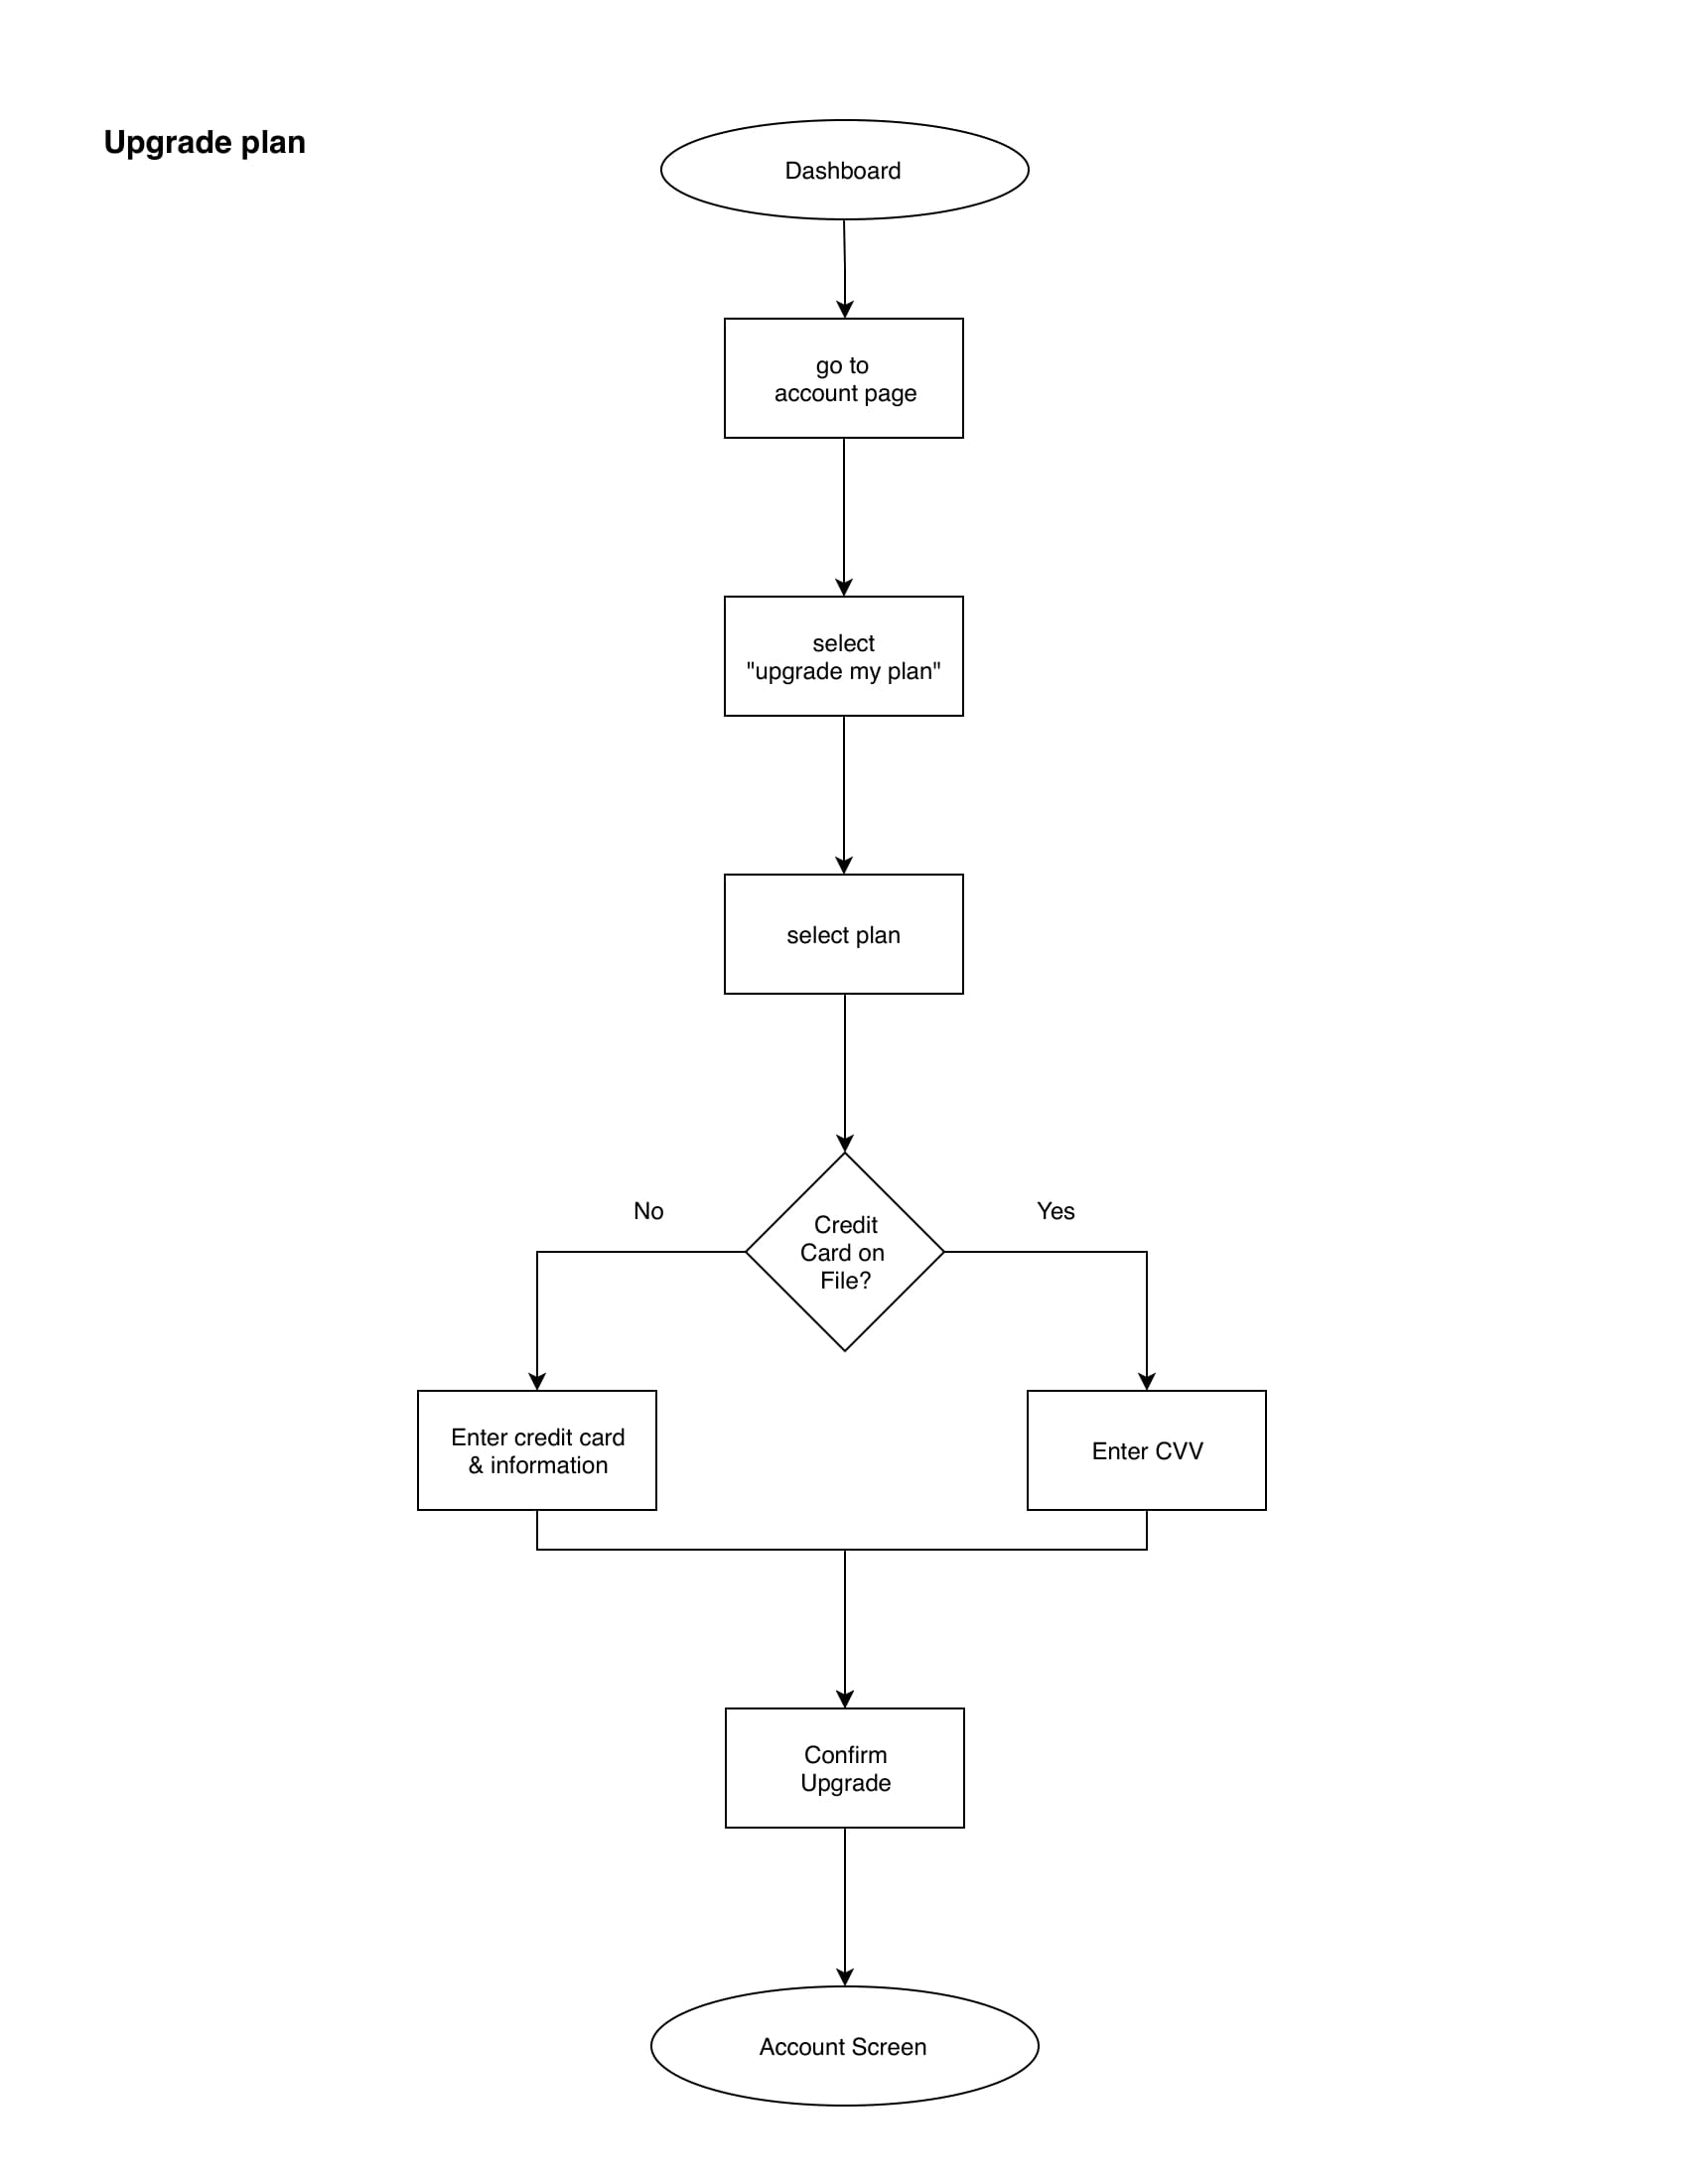 Upgrade plan
Dashboard
go to
account page
select
"upgrade my plan"
select plan
No
Yes
Credit
Card on
File?
Enter credit card
& information
Enter CVV
Confirm
Upgrade
Account Screen